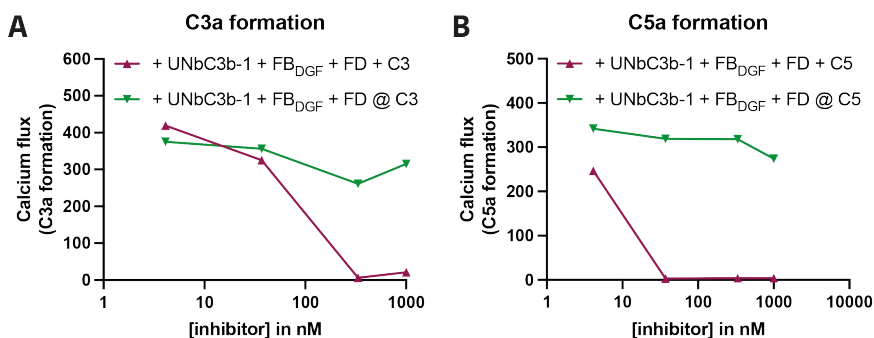 A
C3a formation
+ UNbC3b-1 + FBDGF + FD + C3
+ UNbC3b-1 + FBDGF + FD @ C3
Calcium flux
(C3a formation)
600
500
400
300
200
100
0
1
10
100
1000
[inhibitor] in nM
B
C5a formation
+ UNbC3b-1 + FBDGF + FD + C5
+ UNbC3b-1 + FBDGF + FD @ C5
Calcium flux
(C5a formation)
500
400
300
200
100
0
1
10
100
1000
10000
[inhibitor] in nM